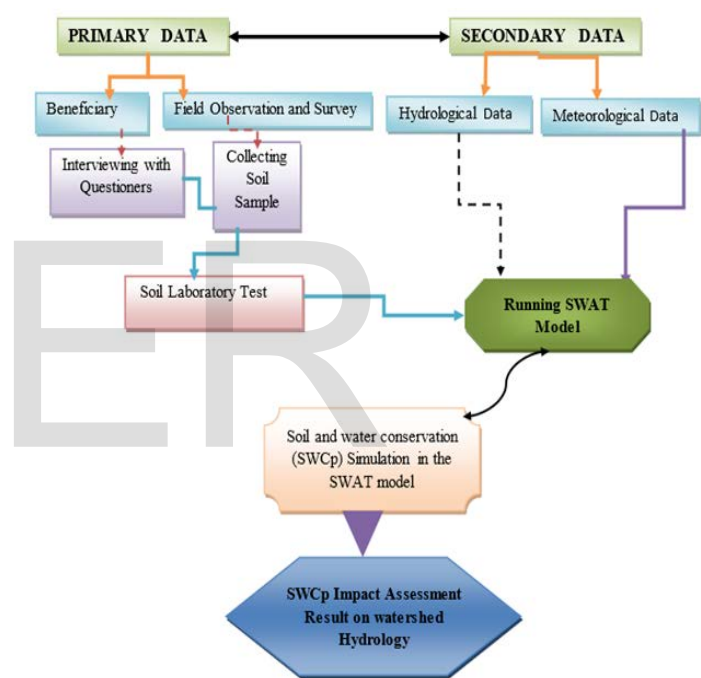 PRIMARY DATA
SECONDARY DATA
Beneficiary
Field Observation and Survey
Hydrological Data
Meteorological Data
Interviewing with
Questioners
Collecting
Soil
Sample
Soil Laboratory Test
Running SWAT
Model
Soil and water conservation
(SWCp) Simulation in the
SWAT model
SWCp Impact Assessment
Result on watershed
Hydrology
ER